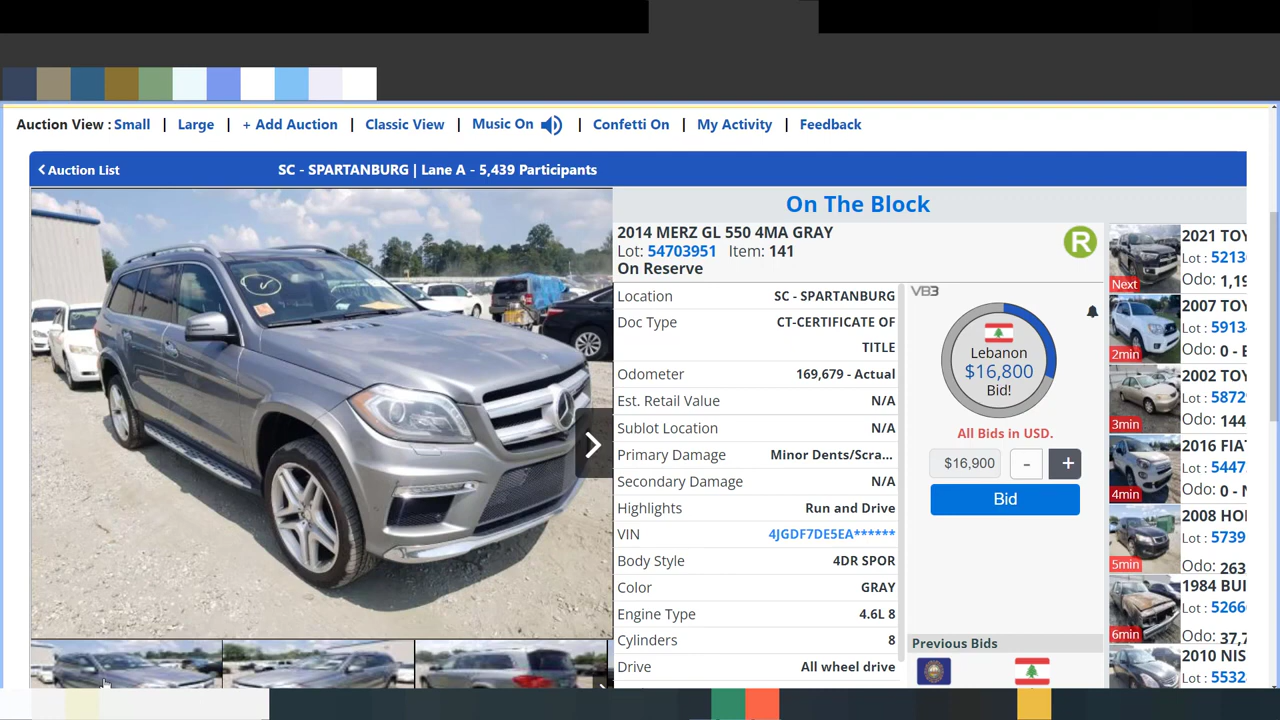 Auction View : Small | Large | + Add Auction | Classic View | Music On | Confetti On | My Activity | Feedback
Auction List
SC - SPARTANBURG | Lane A - 5,439 Participants
On The Block
2014 MERZ GL 550 4MA GRAY
Lot: 54703951 Item: 141
On Reserve
R
Location SC - SPARTANBURG
Doc Type CT-CERTIFICATE OF
TITLE
Odometer 169,679 - Actual
Est. Retail Value N/A
Sublot Location N/A
Primary Damage Minor Dents/Scra...
Secondary Damage N/A
Highlights Run and Drive
VIN 4JGDF7DE5EA******
Body Style 4DR SPOR
Color GRAY
Engine Type 4.6L 8
Cylinders 8
Drive All wheel drive
VB3
Lebanon
$16,800
Bid!
All Bids in USD.
$16,900 - +
Bid
Previous Bids
2021 TOY
Lot : 5213
Odo: 1,19
Next
2007 TOY
Lot : 5913
Odo: 0 - E
2min
2002 TOY
Lot : 5872
Odo: 144
3min
2016 FIA
Lot : 5447
Odo: 0 - N
4min
2008 HO
Lot : 5739
Odo: 263
5min
1984 BUI
Lot : 5266
Odo: 37,7
6min
2010 NIS
Lot : 5532